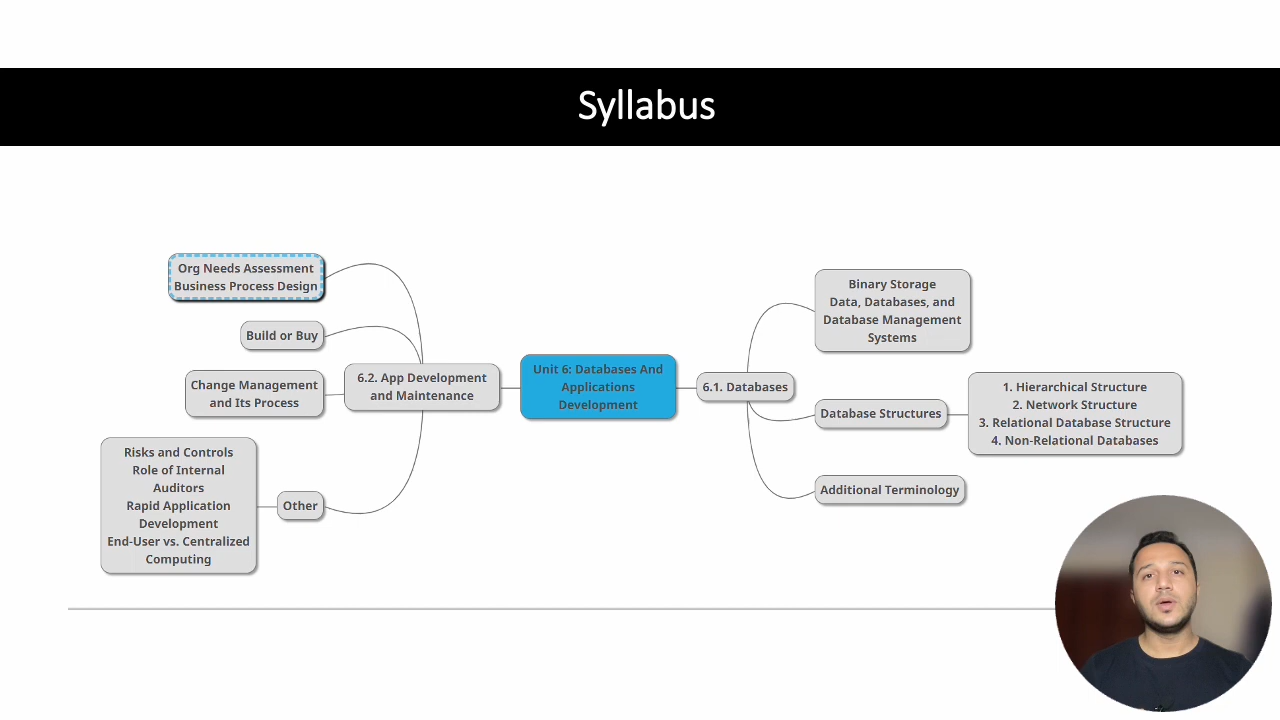 Syllabus
Org Needs Assessment
Business Process Design
Build or Buy
Change Management
and Its Process
Risks and Controls
Role of Internal
Auditors
Rapid Application
Development
End-User vs. Centralized
Computing
Other
6.2. App Development
and Maintenance
Unit 6: Databases And
Applications
Development
6.1. Databases
Binary Storage
Data, Databases, and
Database Management
Systems
Database Structures
1. Hierarchical Structure
2. Network Structure
3. Relational Database Structure
4. Non-Relational Databases
Additional Terminology